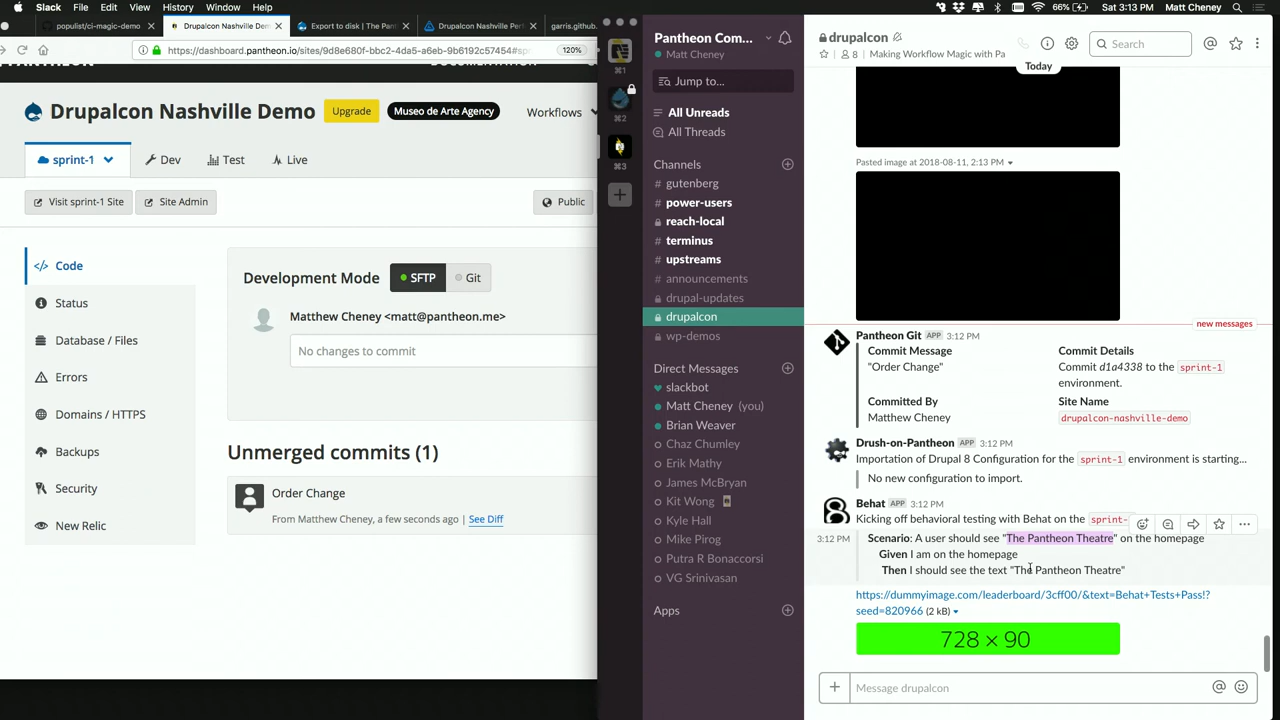 Slack File Edit View History Window Help 66% Sat 3:13 PM Matt Cheney
populist/ci-magic-demo Drupalcon Nashville Demo Export to disk | The Pant Drupalcon Nashville Perf garris.github.
https://dashboard.pantheon.io/sites/9d8e680f-bbc2-4da5-a6eb-9b6192c57454#sp 120%
Drupalcon Nashville Demo Upgrade Museo de Arte Agency Workflows
sprint-1 Dev Test Live
Visit sprint-1 Site Site Admin Public
Code
Status
Database / Files
Errors
Domains / HTTPS
Backups
Security
New Relic
Development Mode SFTP Git
Matthew Cheney <matt@pantheon.me>
No changes to commit
Unmerged commits (1)
Order Change
From Matthew Cheney, a few seconds ago | See Diff
⌘1
⌘2
⌘3
Pantheon Com...
Matt Cheney
Jump to...
All Unreads
All Threads
Channels
# gutenberg
# power-users
reach-local
# terminus
# upstreams
# announcements
drupal-updates
drupalcon
wp-demos
Direct Messages
slackbot
Matt Cheney (you)
Brian Weaver
Chaz Chumley
Erik Mathy
James McBryan
Kit Wong
Kyle Hall
Mike Pirog
Putra R Bonaccorsi
VG Srinivasan
Apps
drupalcon
8 | Making Workflow Magic with Pa
Search
Today
Pasted image at 2018-08-11, 2:13 PM
new messages
Pantheon Git APP 3:12 PM
Commit Message
"Order Change"
Commit Details
Commit d1a4338 to the sprint-1
environment.
Committed By
Matthew Cheney
Site Name
drupalcon-nashville-demo
Drush-on-Pantheon APP 3:12 PM
Importation of Drupal 8 Configuration for the sprint-1 environment is starting...
No new configuration to import.
Behat APP 3:12 PM
Kicking off behavioral testing with Behat on the sprint-
3:12 PM Scenario: A user should see "The Pantheon Theatre" on the homepage
Given I am on the homepage
Then I should see the text "The Pantheon Theatre"
https://dummyimage.com/leaderboard/3cff00/&text=Behat+Tests+Pass!?
seed=820966 (2 kB)
728 × 90
Message drupalcon